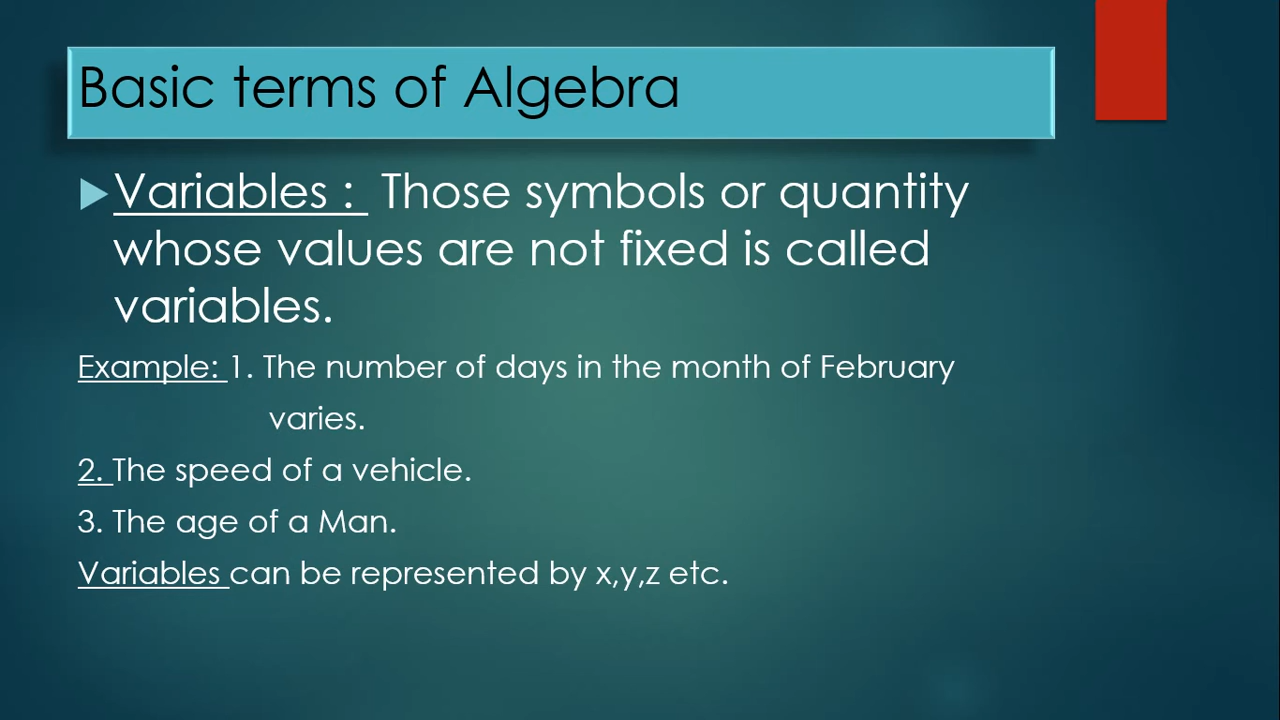 Basic terms of Algebra
Variables : Those symbols or quantity
whose values are not fixed is called
variables.
Example: 1. The number of days in the month of February
varies.
2. The speed of a vehicle.
3. The age of a Man.
Variables can be represented by x,y,z etc.